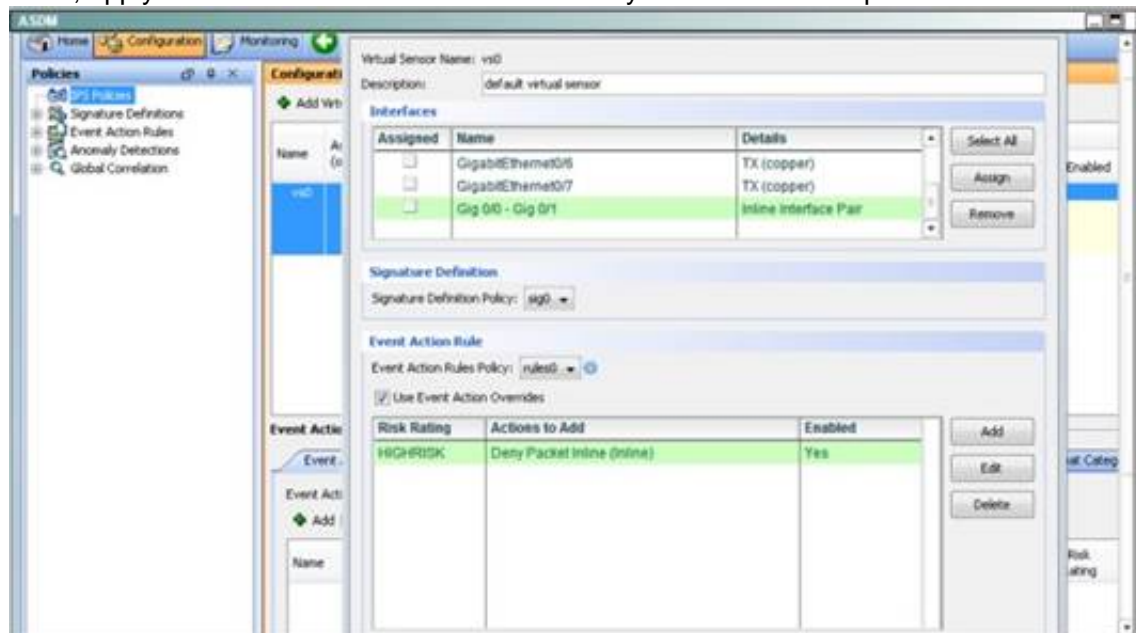 ASDM
Home Configuration Monitoring
Policies
IPS Policies
Signature Definitions
Event Action Rules
Anomaly Detections
Global Correlation
Configurati
Add Virt
Name
vs0
Event Actio
Event
Event Acti
Add
Name
Virtual Sensor Name: vs0
Description: default virtual sensor
Interfaces
Assigned Name Details
GigabitEthernet0/6 TX (copper)
GigabitEthernet0/7 TX (copper)
Gig 0/0 - Gig 0/1 Inline Interface Pair
Select All
Assign
Remove
Signature Definition
Signature Definition Policy: sig0
Event Action Rule
Event Action Rules Policy: rules0
Use Event Action Overrides
Risk Rating Actions to Add Enabled
HIGHRISK Deny Packet Inline (Inline) Yes
Add
Edit
Delete
Enabled
at Categ
Risk
ating